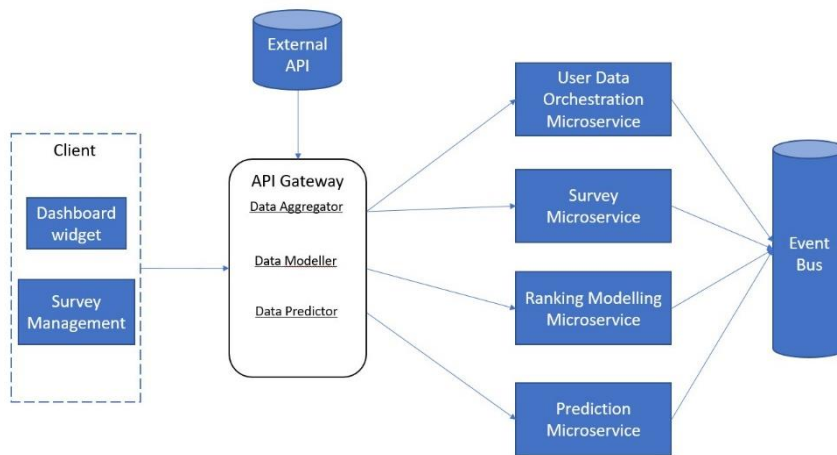 External
API
Client
Dashboard
widget
Survey
Management
API Gateway
Data Aggregator
Data Modeller
Data Predictor
User Data
Orchestration
Microservice
Survey
Microservice
Ranking Modelling
Microservice
Prediction
Microservice
Event
Bus